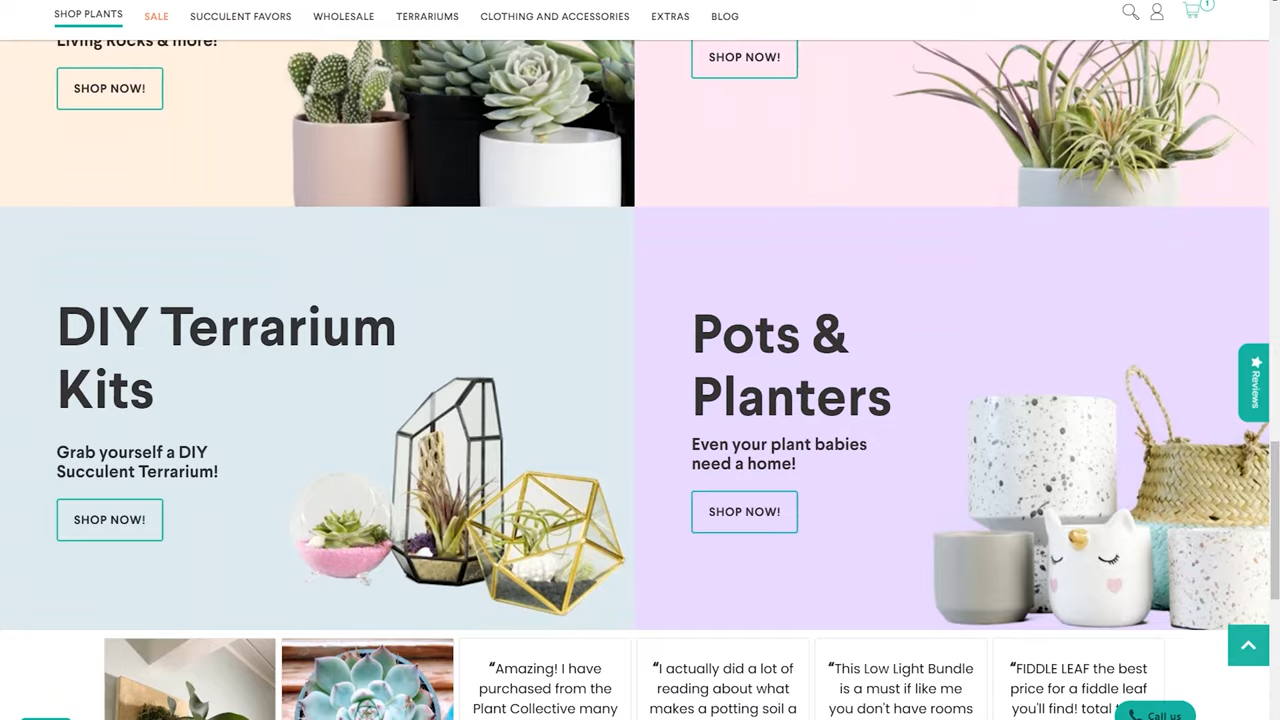 SHOP PLANTS SALE SUCCULENT FAVORS WHOLESALE TERRARIUMS CLOTHING AND ACCESSORIES EXTRAS BLOG
1
Living Rocks & more!
SHOP NOW!
SHOP NOW!
DIY Terrarium
Kits
Grab yourself a DIY
Succulent Terrarium!
SHOP NOW!
Pots &
Planters
Even your plant babies
need a home!
SHOP NOW!
Reviews
“Amazing! I have
purchased from the
Plant Collective many
“I actually did a lot of
reading about what
makes a potting soil a
“This Low Light Bundle
is a must if like me
you don't have rooms
“FIDDLE LEAF the best
price for a fiddle leaf
you'll find! total
Call us